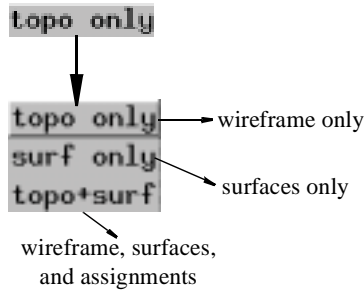 topo only
topo only
wireframe only
surf only
surfaces only
topo+surf
wireframe, surfaces,
and assignments